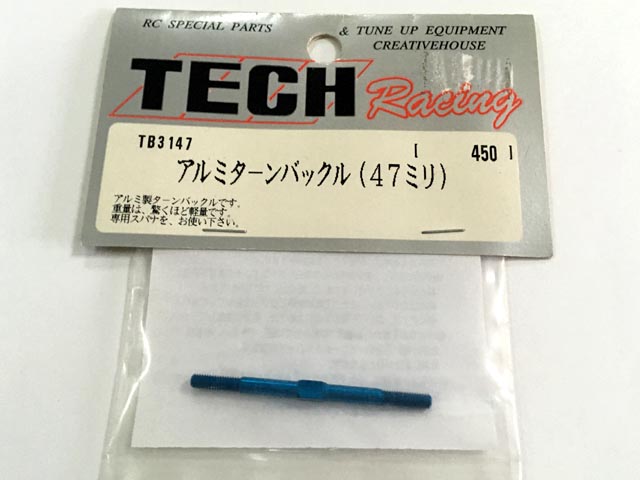 RC SPECIAL PARTS & TUNE UP EQUIPMENT
CREATIVEHOUSE
TECH Racing
TB3147 [ 450 ]
アルミターンバックル(47ミリ)
アルミ製ターンバックルです。
重量は、驚くほど軽量です。
専用スパナを、お使い下さい。